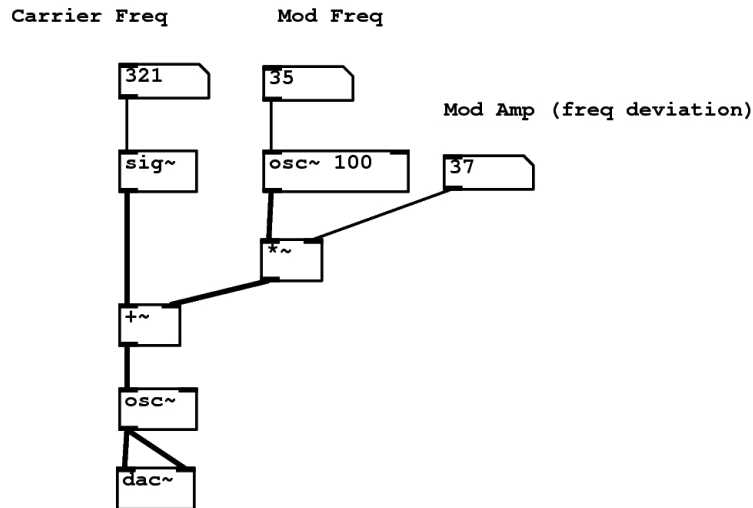 Carrier Freq
Mod Freq
321
35
Mod Amp (freq deviation)
sig~
osc~ 100
37
*~
+~
osc~
dac~